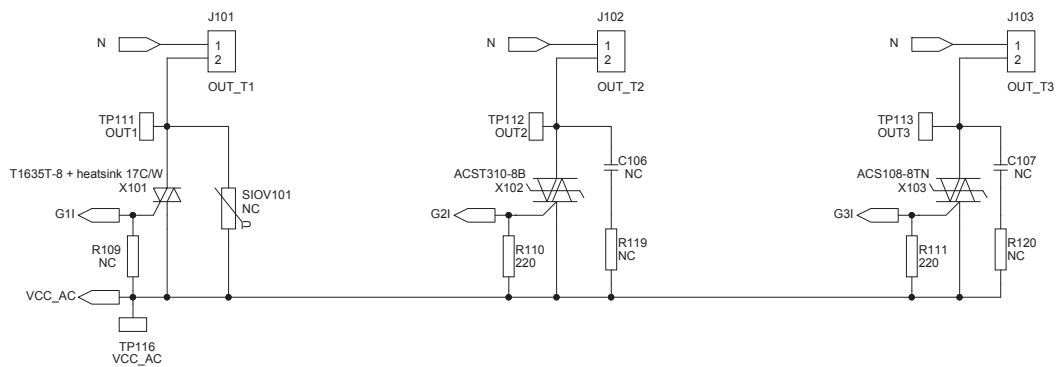 J101
N
1
2
OUT_T1
TP111
OUT1
T1635T-8 + heatsink 17C/W
X101
SIOV101
NC
G1I
R109
NC
VCC_AC
TP116
VCC_AC
J102
N
1
2
OUT_T2
TP112
OUT2
C106
NC
ACST310-8B
X102
G2I
R110
220
R119
NC
J103
N
1
2
OUT_T3
TP113
OUT3
C107
NC
ACS108-8TN
X103
G3I
R111
220
R120
NC